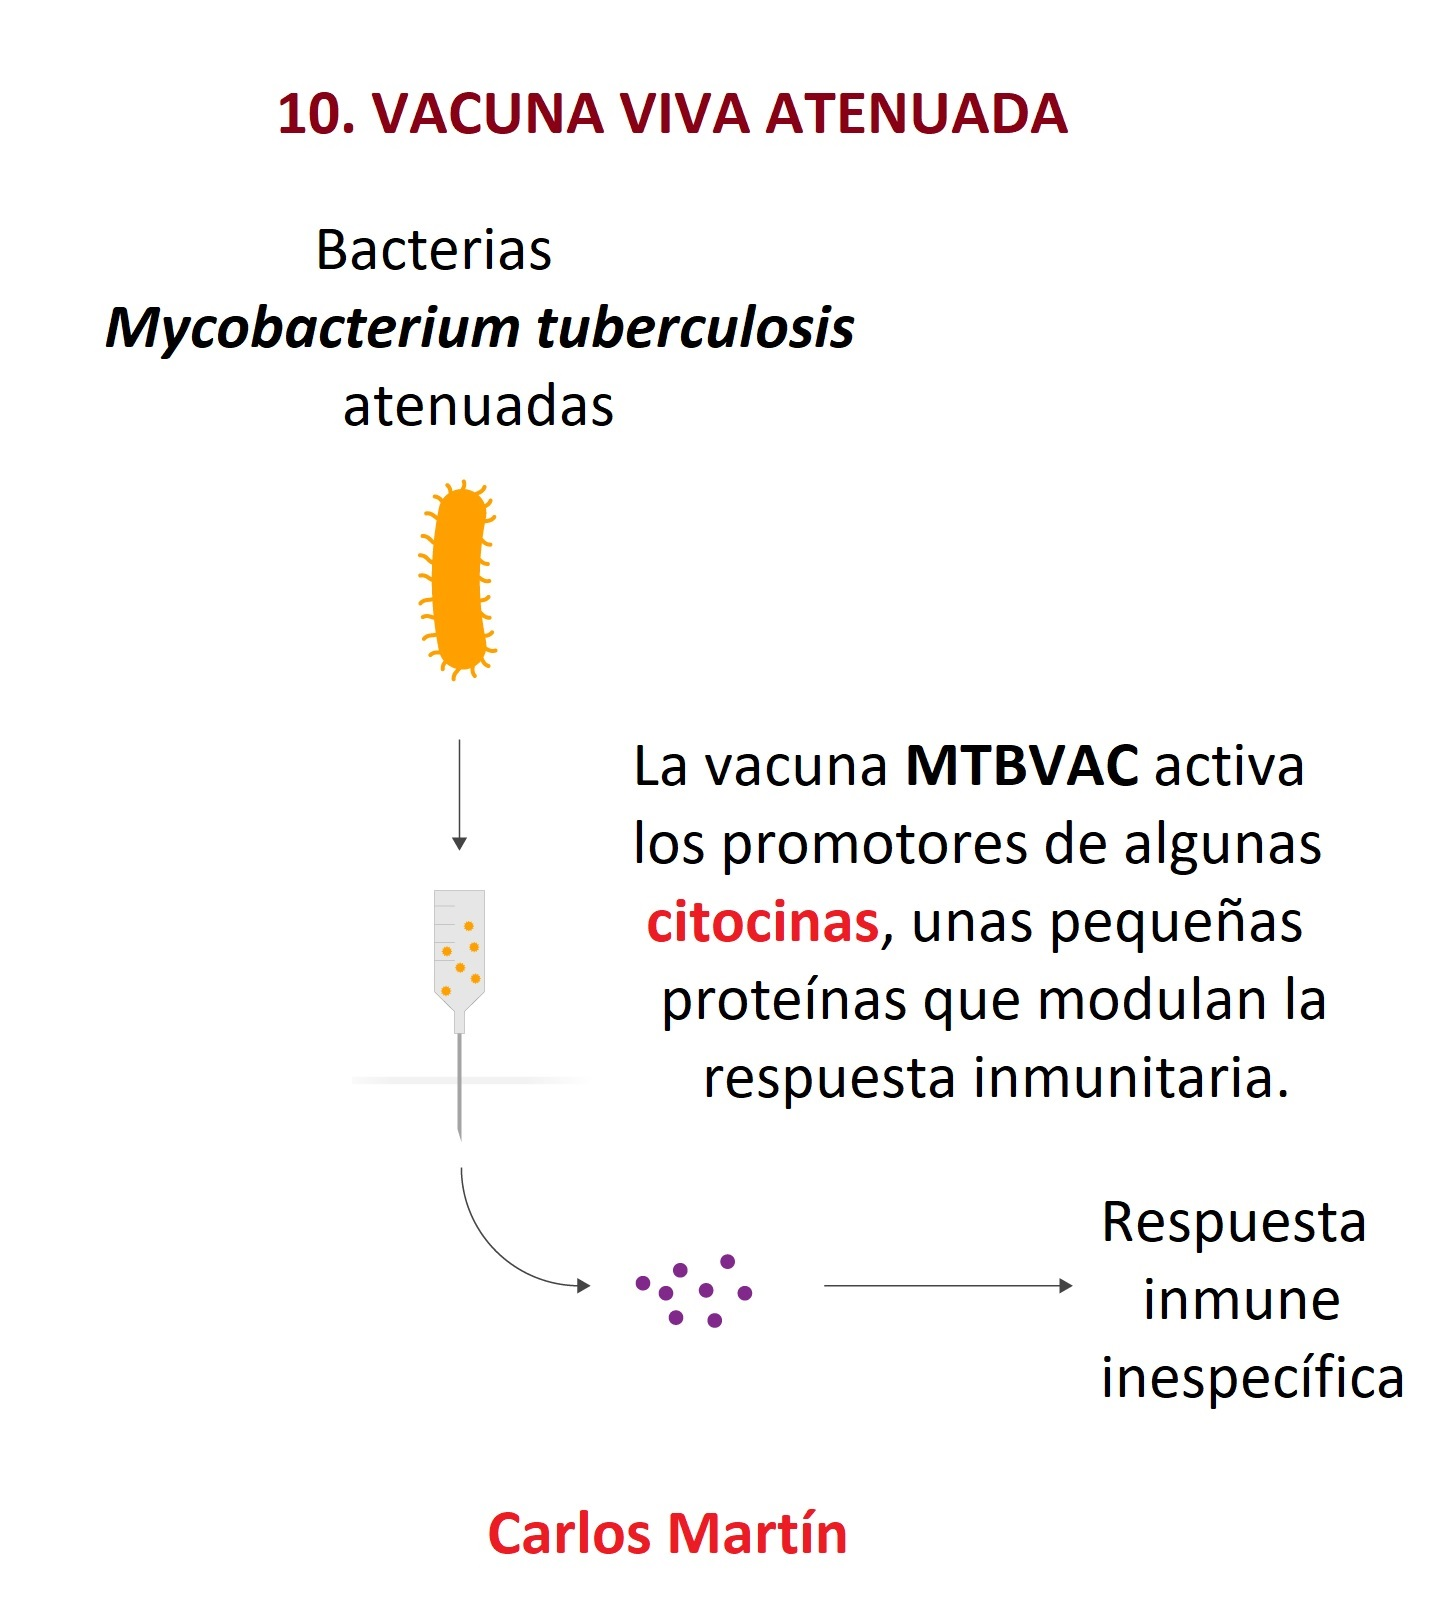 10. VACUNA VIVA ATENUADA
Bacterias
Mycobacterium tuberculosis
atenuadas
La vacuna MTBVAC activa
los promotores de algunas
citocinas, unas pequeñas
proteínas que modulan la
respuesta inmunitaria.
Respuesta
inmune
inespecífica
Carlos Martín